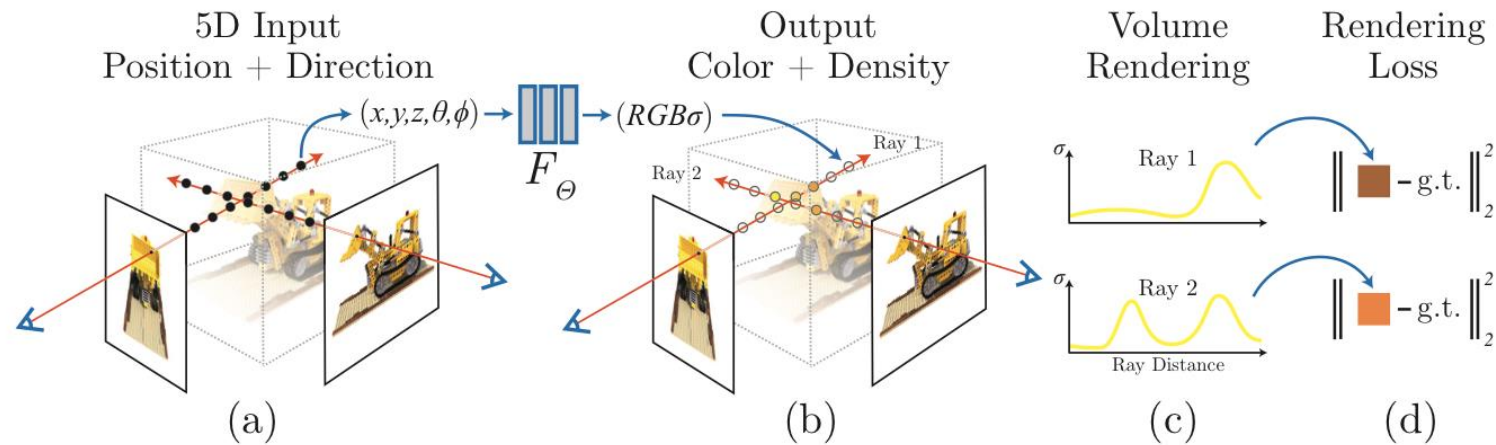 5D Input
Position + Direction
Output
Color + Density
Volume
Rendering
Rendering
Loss
(x,y,z,θ,ϕ)
F_Θ
(RGBσ)
Ray 1
Ray 2
σ
Ray 1
‖ – g.t. ‖²₂
σ
Ray 2
Ray Distance
‖ – g.t. ‖²₂
(a)
(b)
(c)
(d)